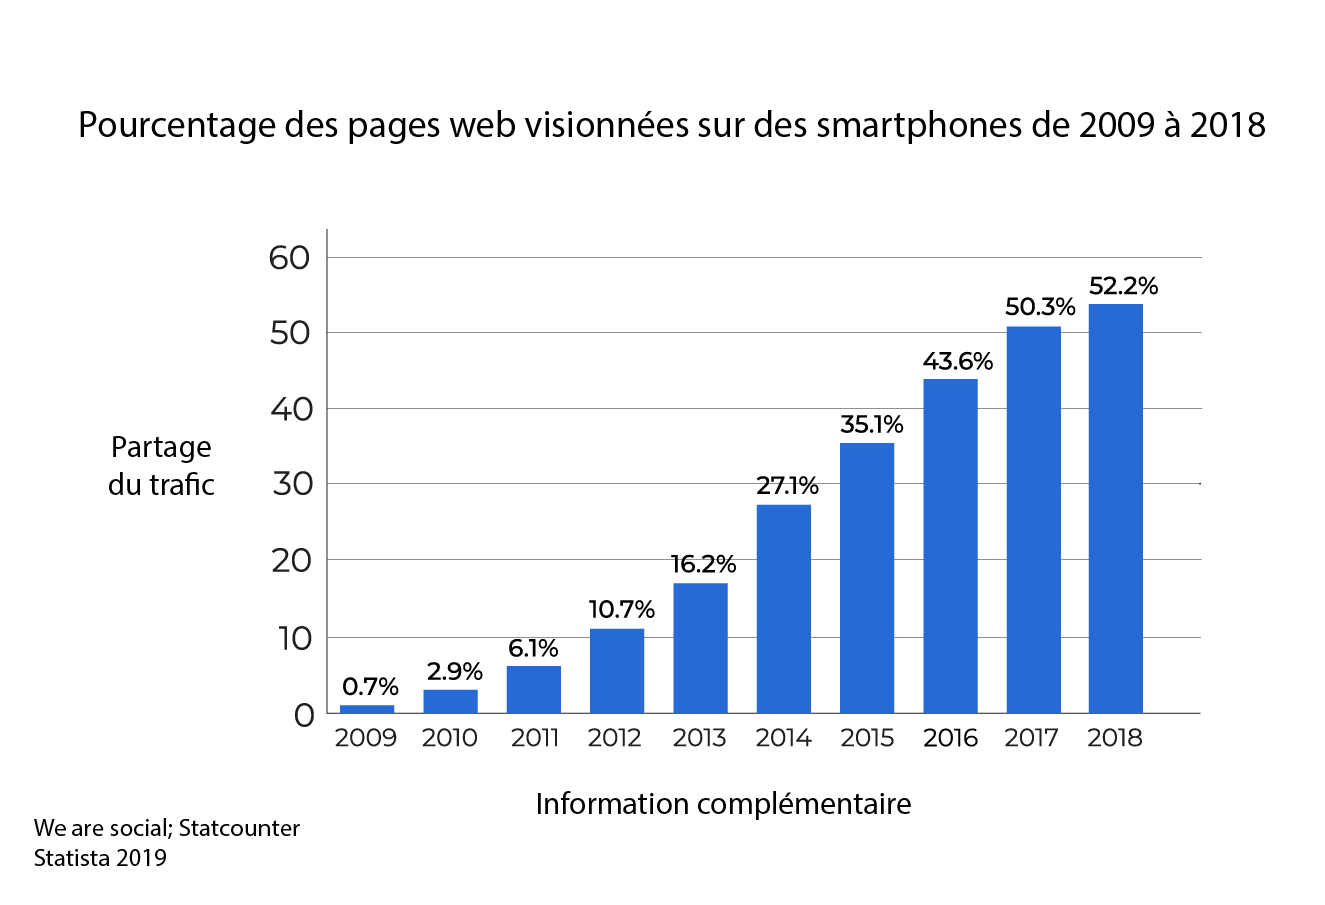 Pourcentage des pages web visionnées sur des smartphones de 2009 à 2018
60
50
40
30
20
10
0
Partage
du trafic
0.7%
2.9%
6.1%
10.7%
16.2%
27.1%
35.1%
43.6%
50.3%
52.2%
2009 2010 2011 2012 2013 2014 2015 2016 2017 2018
Information complémentaire
We are social; Statcounter
Statista 2019